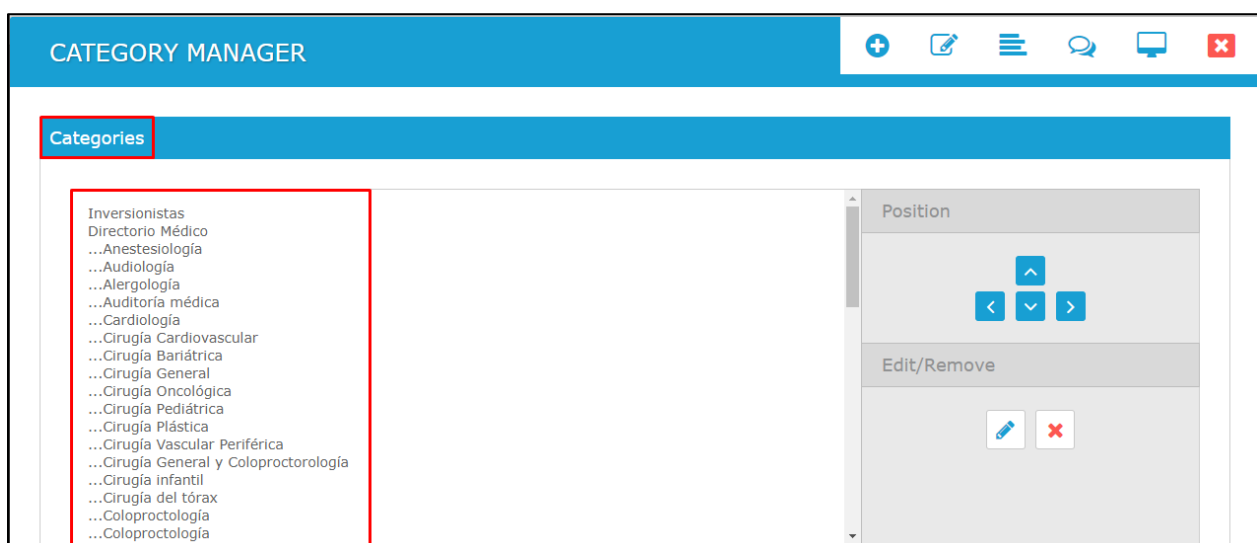 CATEGORY MANAGER
Categories
Inversionistas
Directorio Médico
...Anestesiología
...Audiología
...Alergología
...Auditoría médica
...Cardiología
...Cirugía Cardiovascular
...Cirugía Bariátrica
...Cirugía General
...Cirugía Oncológica
...Cirugía Pediátrica
...Cirugía Plástica
...Cirugía Vascular Periférica
...Cirugía General y Coloproctorología
...Cirugía infantil
...Cirugía del tórax
...Coloproctología
...Coloproctología
Position
Edit/Remove